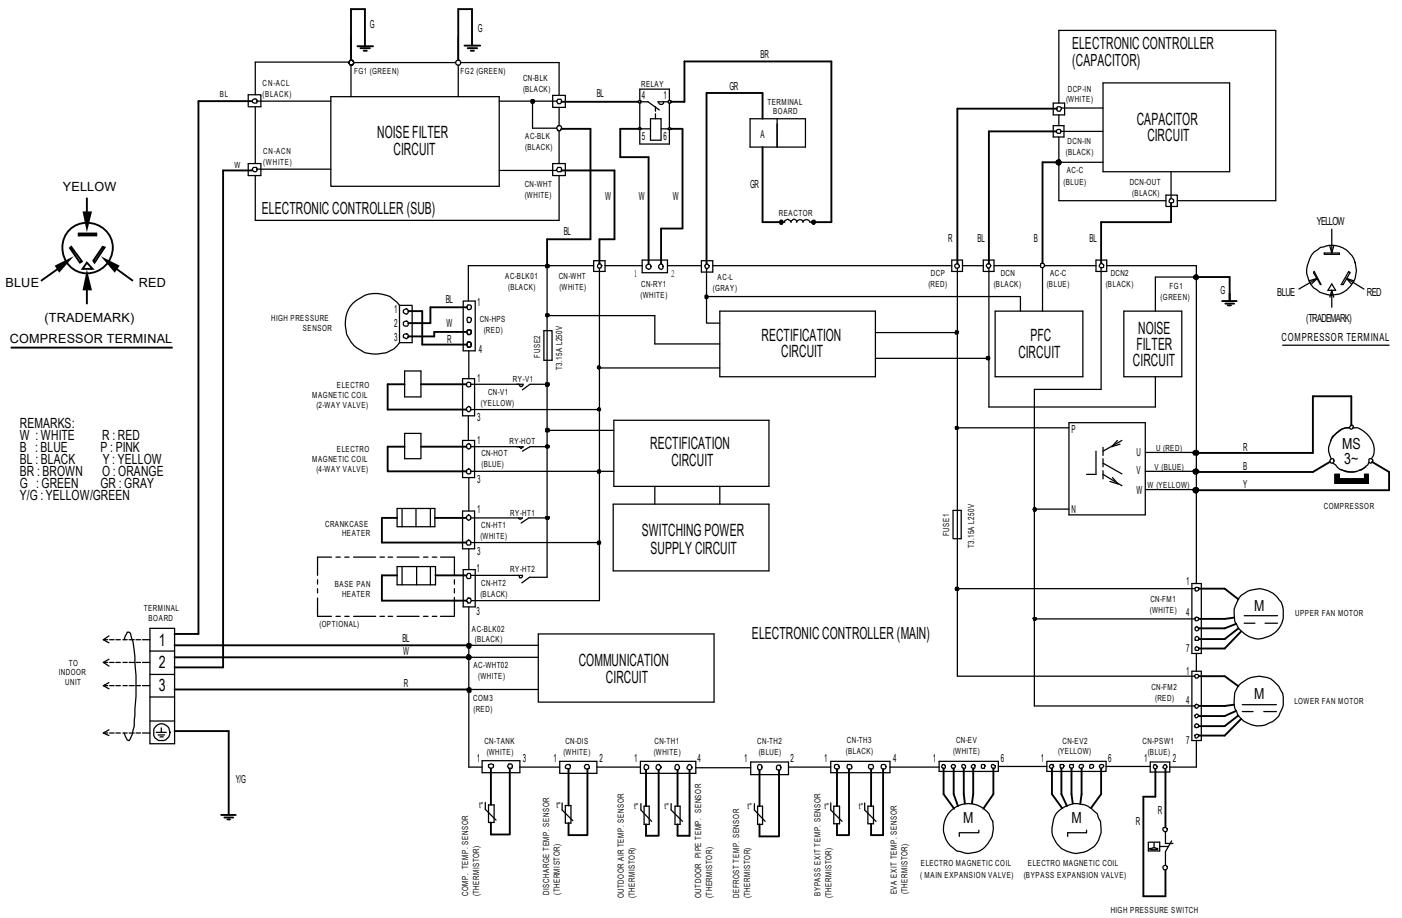 G
G
FG1 (GREEN)
FG2 (GREEN)
CN-ACL
(BLACK)
BL
NOISE FILTER
CIRCUIT
CN-ACN
(WHITE)
W
ELECTRONIC CONTROLLER (SUB)
CN-BLK
(BLACK)
AC-BLK
(BLACK)
CN-WHT
(WHITE)
BL
W
BL
RELAY
4
1
5
6
W
W
BR
GR
TERMINAL
BOARD
A
GR
REACTOR
ELECTRONIC CONTROLLER
(CAPACITOR)
DCP-IN
(WHITE)
DCN-IN
(BLACK)
AC-C
(BLUE)
CAPACITOR
CIRCUIT
DCN-OUT
(BLACK)
R
BL
B
BL
YELLOW
BLUE
RED
(TRADEMARK)
COMPRESSOR TERMINAL
YELLOW
BLUE
RED
(TRADEMARK)
COMPRESSOR TERMINAL
REMARKS:
W : WHITE R : RED
B : BLUE P : PINK
BL : BLACK Y : YELLOW
BR : BROWN O : ORANGE
G : GREEN GR : GRAY
Y/G : YELLOW/GREEN
AC-BLK01
(BLACK)
CN-WHT
(WHITE)
1
2
CN-RY1
(WHITE)
AC-L
(GRAY)
DCP
(RED)
DCN
(BLACK)
AC-C
(BLUE)
DCN2
(BLACK)
FG1
(GREEN)
G
HIGH PRESSURE
SENSOR
1
2
3
BL
W
R
1
CN-HPS
(RED)
4
FUSE2
T3.15A L250V
RECTIFICATION
CIRCUIT
PFC
CIRCUIT
NOISE
FILTER
CIRCUIT
ELECTRO
MAGNETIC COIL
(2-WAY VALVE)
1
RY-V1
CN-V1
(YELLOW)
3
ELECTRO
MAGNETIC COIL
(4-WAY VALVE)
1
RY-HOT
CN-HOT
(BLUE)
3
RECTIFICATION
CIRCUIT
SWITCHING POWER
SUPPLY CIRCUIT
CRANKCASE
HEATER
1
RY-HT1
CN-HT1
(WHITE)
3
BASE PAN
HEATER
(OPTIONAL)
1
RY-HT2
CN-HT2
(BLACK)
3
P
N
U
V
W
U (RED)
V (BLUE)
W (YELLOW)
R
B
Y
MS
3~
COMPRESSOR
FUSE1
T3.15A L250V
1
CN-FM1
(WHITE)
4
7
M
UPPER FAN MOTOR
1
CN-FM2
(RED)
4
7
M
LOWER FAN MOTOR
TERMINAL
BOARD
1
2
3
TO
INDOOR
UNIT
Y/G
BL
W
R
AC-BLK02
(BLACK)
AC-WHT02
(WHITE)
COM3
(RED)
COMMUNICATION
CIRCUIT
ELECTRONIC CONTROLLER (MAIN)
CN-TANK
(WHITE)
1
3
t°
COMP. TEMP. SENSOR
(THERMISTOR)
CN-DIS
(WHITE)
1
2
t°
DISCHARGE TEMP. SENSOR
(THERMISTOR)
CN-TH1
(WHITE)
1
4
t°
t°
OUTDOOR AIR TEMP. SENSOR
(THERMISTOR)
OUTDOOR PIPE TEMP. SENSOR
(THERMISTOR)
CN-TH2
(BLUE)
1
2
t°
DEFROST TEMP. SENSOR
(THERMISTOR)
CN-TH3
(BLACK)
1
4
t°
t°
BYPASS EXIT TEMP. SENSOR
(THERMISTOR)
EVA EXIT TEMP. SENSOR
(THERMISTOR)
CN-EV
(WHITE)
1
6
M
ELECTRO MAGNETIC COIL
( MAIN EXPANSION VALVE)
CN-EV2
(YELLOW)
1
6
M
ELECTRO MAGNETIC COIL
(BYPASS EXPANSION VALVE)
CN-PSW1
(BLUE)
1
2
R
R
HIGH PRESSURE SWITCH